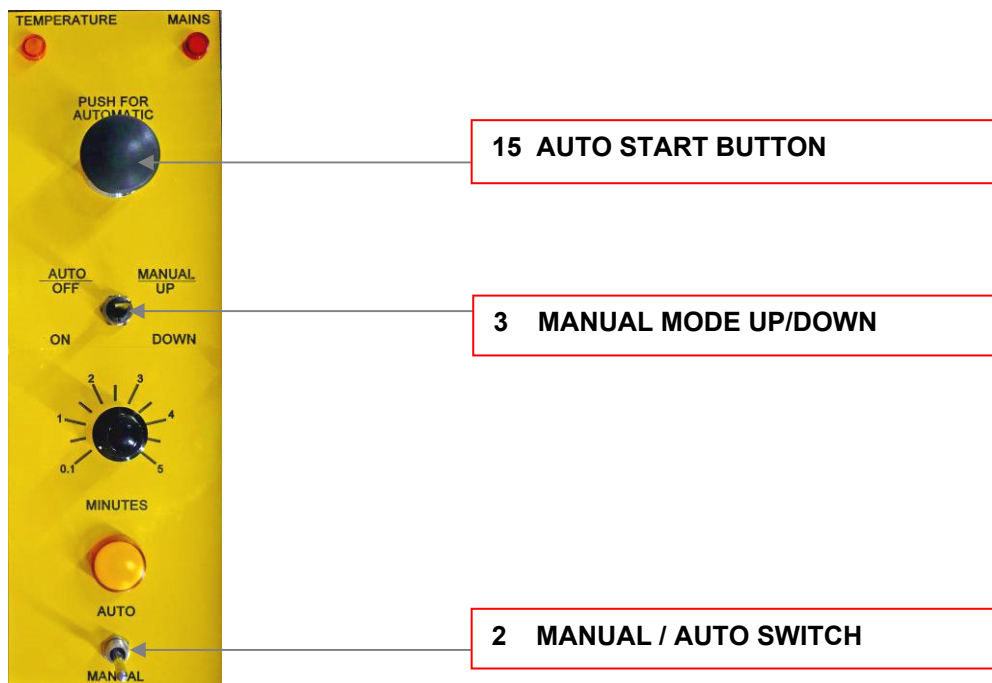 TEMPERATURE MAINS
PUSH FOR
AUTOMATIC
15 AUTO START BUTTON
AUTO MANUAL
OFF UP
3 MANUAL MODE UP/DOWN
ON DOWN
2 3
1 4
0.1 5
MINUTES
AUTO
2 MANUAL / AUTO SWITCH
MANUAL